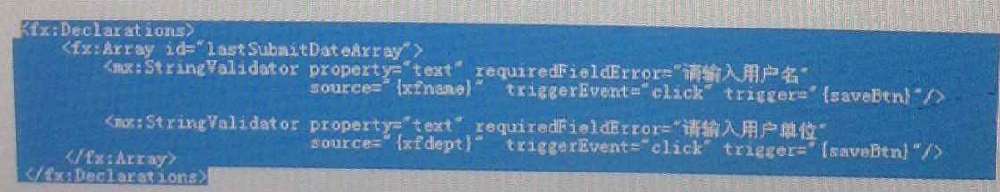 <fx:Declarations>
<fx:Array id="lastSubmitDateArray">
<mx:StringValidator property="text" requiredFieldError="请输入用户名"
source="{xfname}" triggerEvent="click" trigger="{saveBtn}"/>
<mx:StringValidator property="text" requiredFieldError="请输入用户单位"
source="{xfdept}" triggerEvent="click" trigger="{saveBtn}"/>
</fx:Array>
</fx:Declarations>